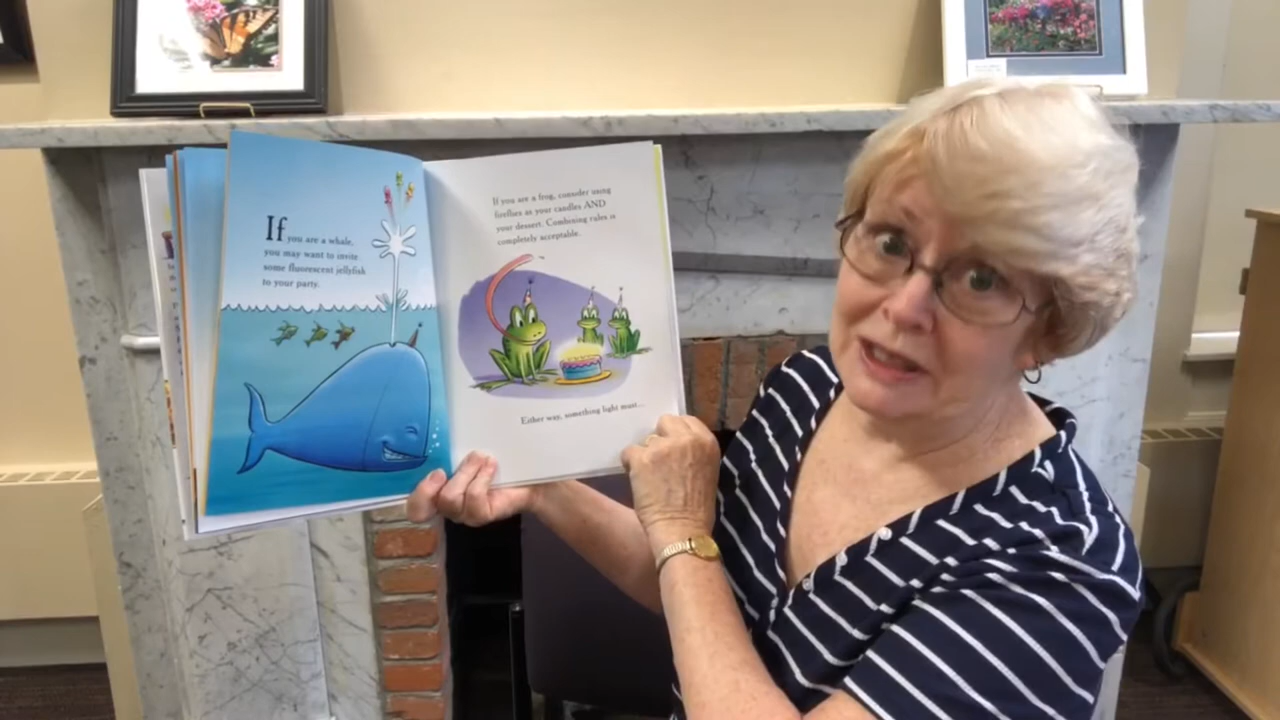 If you are a whale,
you may want to invite
some fluorescent jellyfish
to your party.
If you are a frog, consider using
fireflies as your candles AND
your dessert. Combining rules is
completely acceptable.
Either way, something light must...